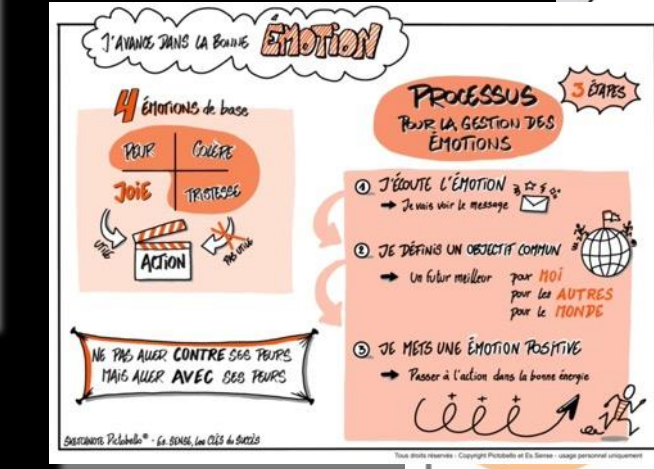 J'AVANCE DANS LA BONNE ÉMOTION
4 émotions de base
PEUR
COLÈRE
JOIE
TRISTESSE
UTILE
PAS UTILE
ACTION
NE PAS ALLER CONTRE SES PEURS
MAIS ALLER AVEC SES PEURS
SKETCHNOTE Pictobello® - Es. SENSE, Les CLÉS du SUCCÈS
PROCESSUS
POUR LA GESTION DES
ÉMOTIONS
3 ÉTAPES
1 J'ÉCOUTE L'ÉMOTION
→ Je vais voir le message
2 JE DÉFINIS UN OBJECTIF COMMUN
→ Un futur meilleur pour MOI
pour les AUTRES
pour le MONDE
3 JE METS UNE ÉMOTION POSITIVE
→ Passer à l'action dans la bonne énergie
+ + + +
Tous droits réservés - Copyright Pictobello et Es Sense - usage personnel uniquement